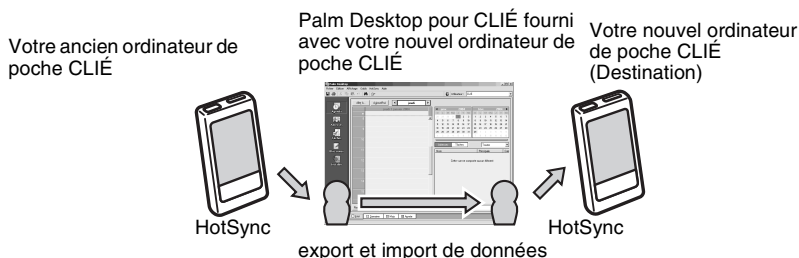 Votre ancien ordinateur de
poche CLIÉ
Palm Desktop pour CLIÉ fourni
avec votre nouvel ordinateur de
poche CLIÉ
Votre nouvel ordinateur
de poche CLIÉ
(Destination)
HotSync
HotSync
export et import de données